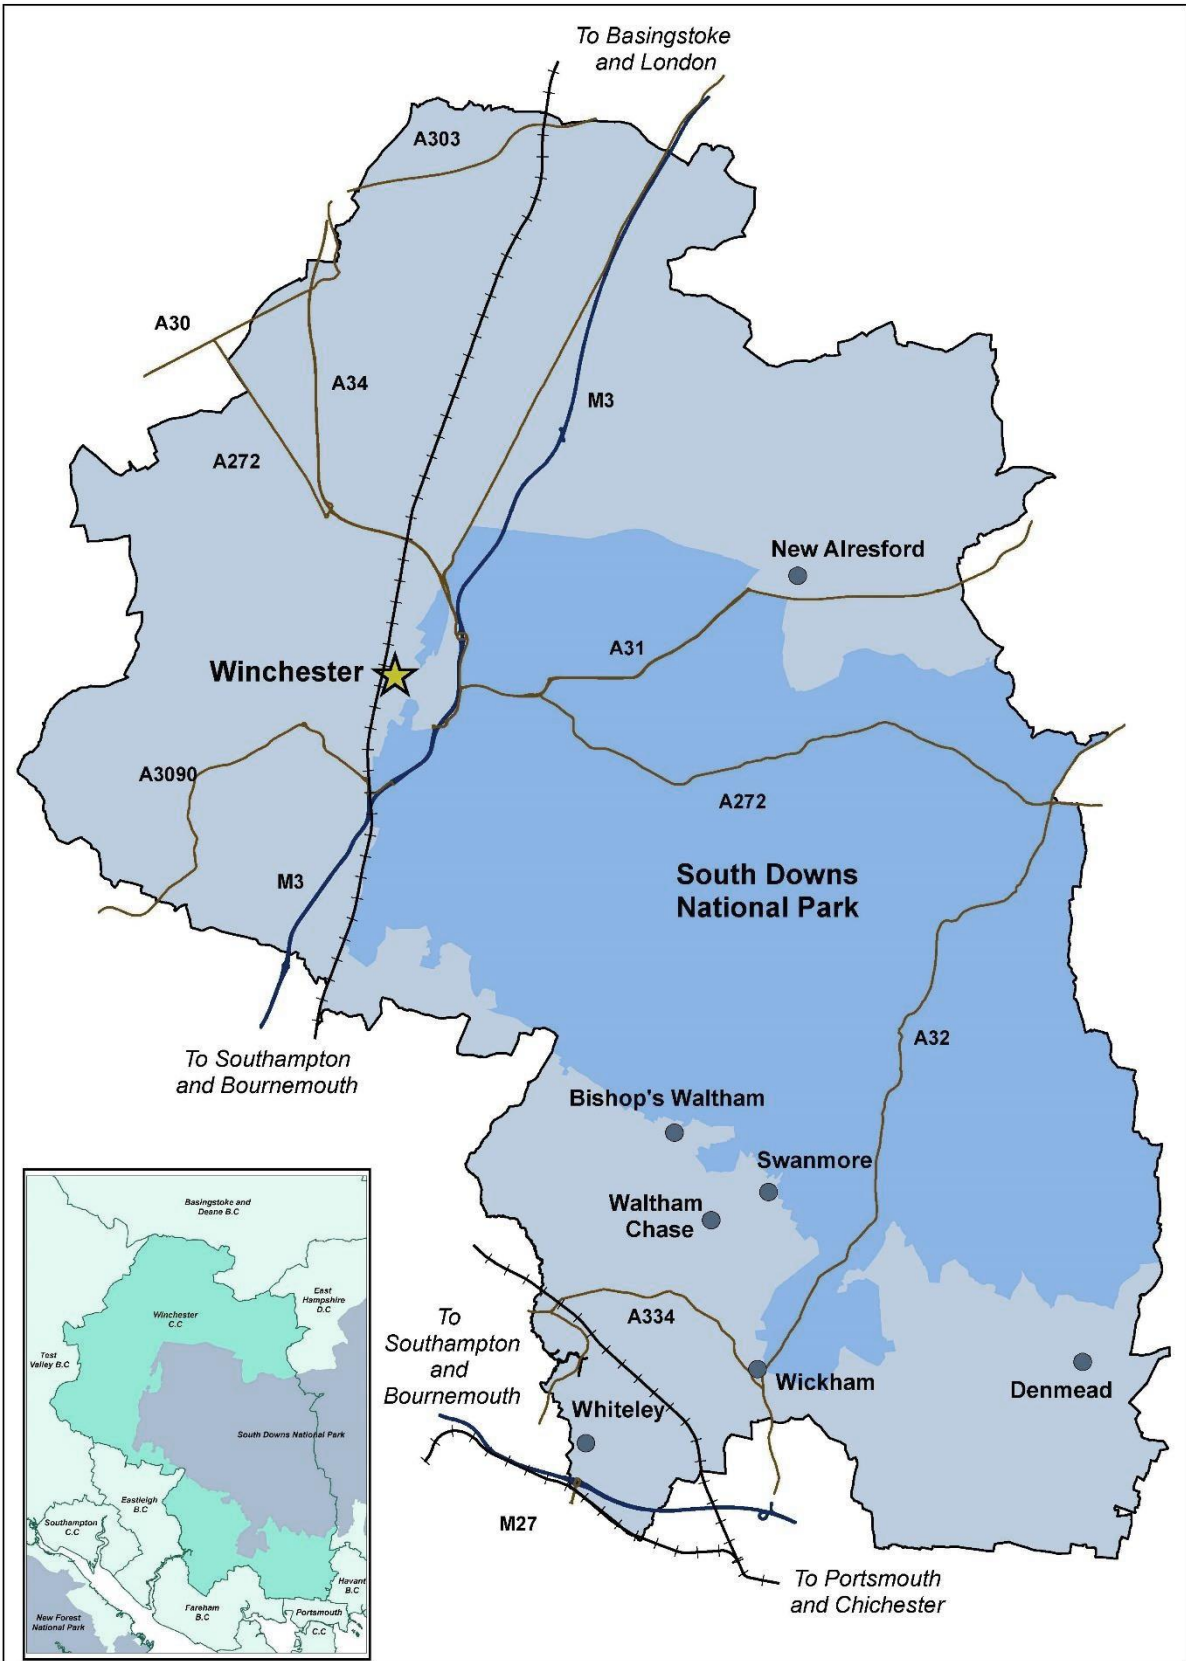 To Basingstoke
and London
A303
A30
A34
M3
A272
New Alresford
A31
Winchester
A3090
A272
South Downs
National Park
M3
A32
To Southampton
and Bournemouth
Bishop's Waltham
Swanmore
Waltham
Chase
A334
To
Southampton
and
Bournemouth
Wickham
Denmead
Whiteley
M27
To Portsmouth
and Chichester
Basingstoke and
Deane B.C
East
Hampshire
D.C
Winchester
C.C
Test
Valley B.C
South Downs National Park
Eastleigh
B.C
Southampton
C.C
Havant
B.C
Fareham
B.C
Portsmouth
C.C
New Forest
National Park